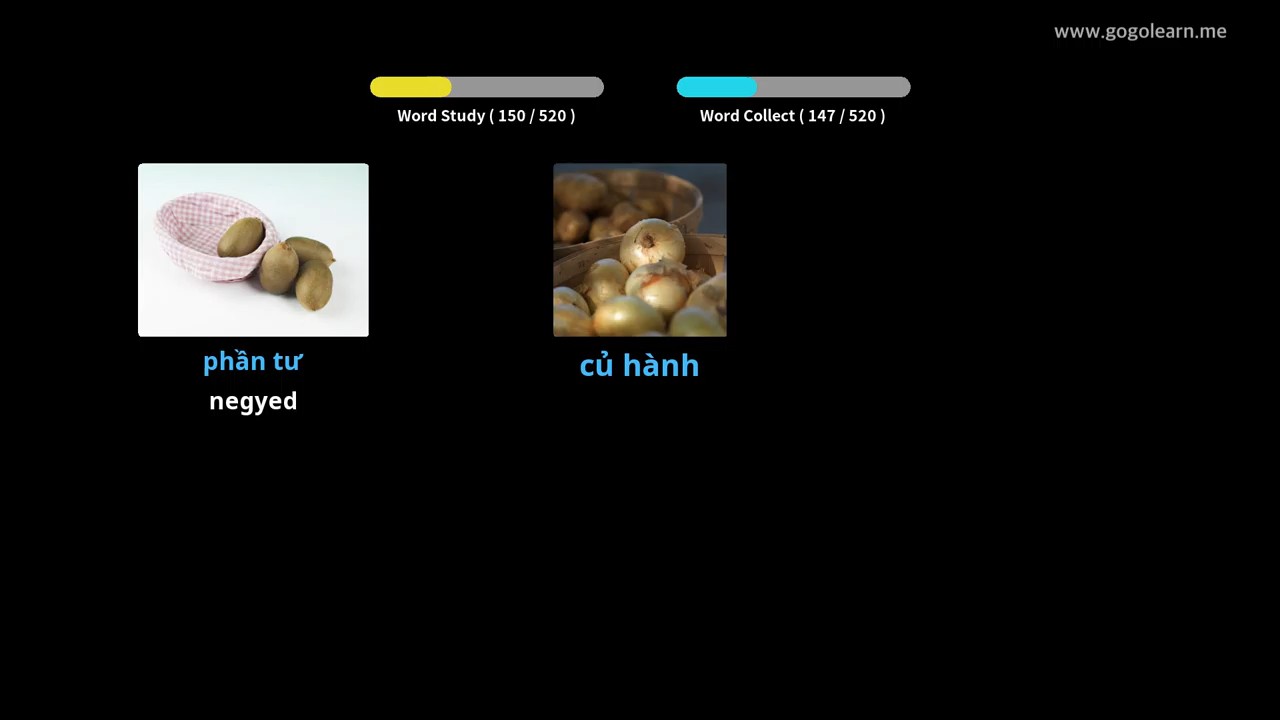 www.gogolearn.me
Word Study ( 150 / 520 )
Word Collect ( 147 / 520 )
phần tư
negyed
củ hành